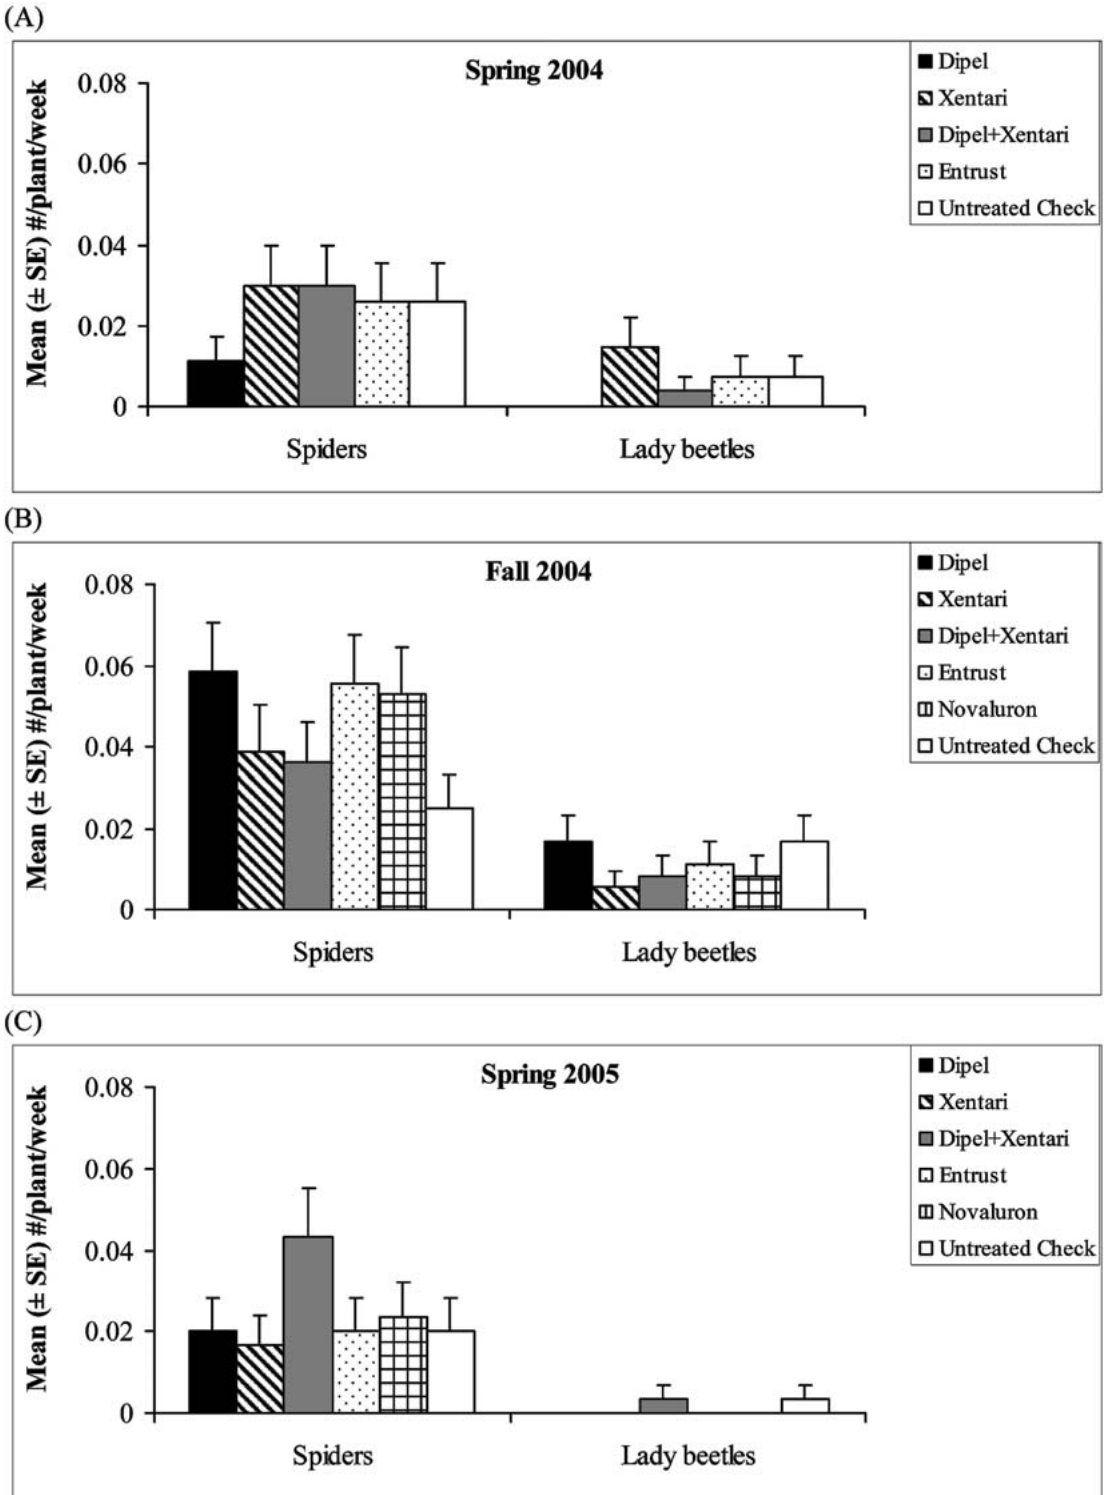 (A)
Spring 2004
Mean (± SE) #/plant/week
0.08
0.06
0.04
0.02
0
Spiders
Lady beetles
Dipel
Xentari
Dipel+Xentari
Entrust
Untreated Check
(B)
Fall 2004
Mean (± SE) #/plant/week
0.08
0.06
0.04
0.02
0
Spiders
Lady beetles
Dipel
Xentari
Dipel+Xentari
Entrust
Novaluron
Untreated Check
(C)
Spring 2005
Mean (± SE) #/plant/week
0.08
0.06
0.04
0.02
0
Spiders
Lady beetles
Dipel
Xentari
Dipel+Xentari
Entrust
Novaluron
Untreated Check